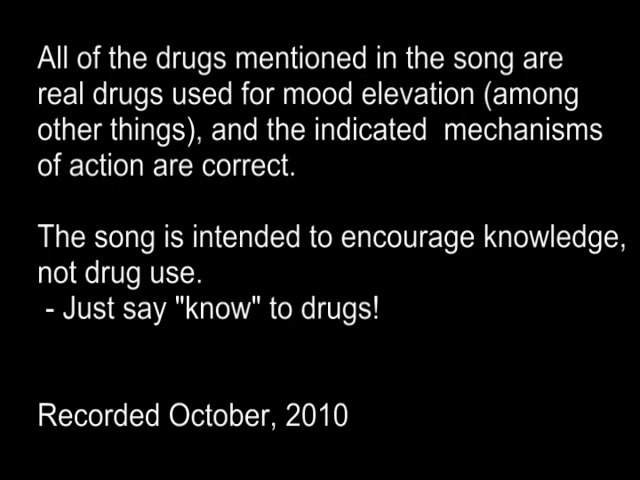 All of the drugs mentioned in the song are
real drugs used for mood elevation (among
other things), and the indicated  mechanisms
of action are correct.
The song is intended to encourage knowledge,
not drug use.
- Just say "know" to drugs!
Recorded October, 2010